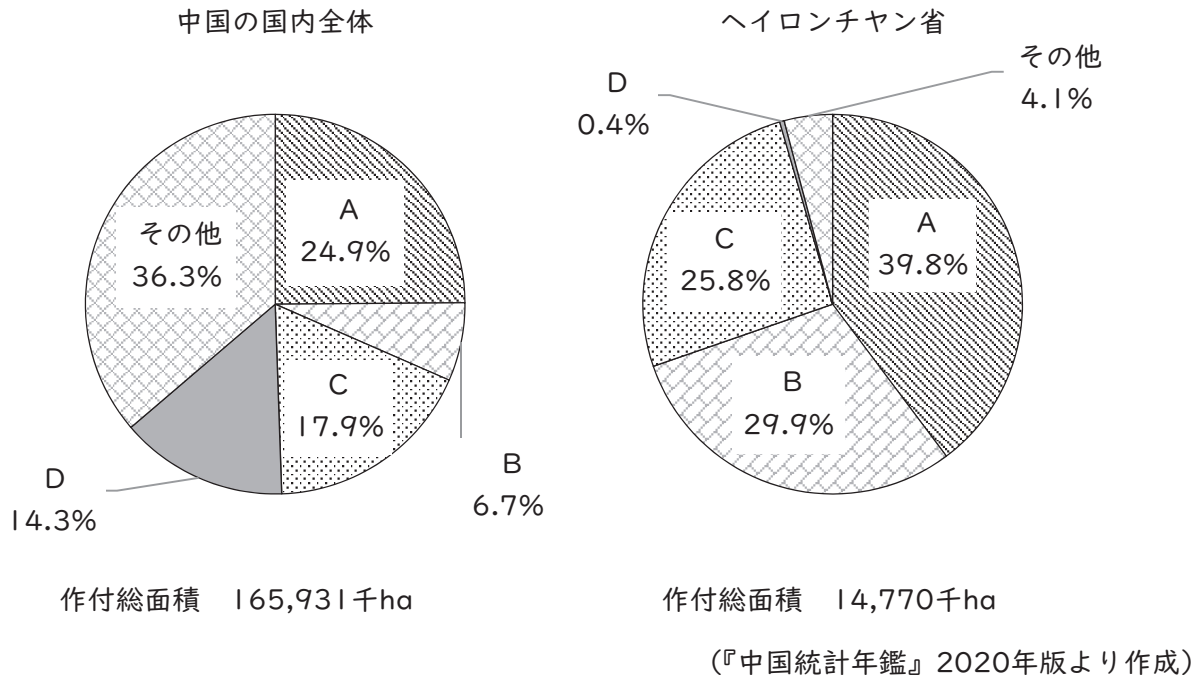 中国の国内全体
A
24.9%
B
6.7%
C
17.9%
D
14.3%
その他
36.3%
作付総面積　165,931千ha
ヘイロンチヤン省
A
39.8%
B
29.9%
C
25.8%
D
0.4%
その他
4.1%
作付総面積　14,770千ha
（『中国統計年鑑』2020年版より作成）